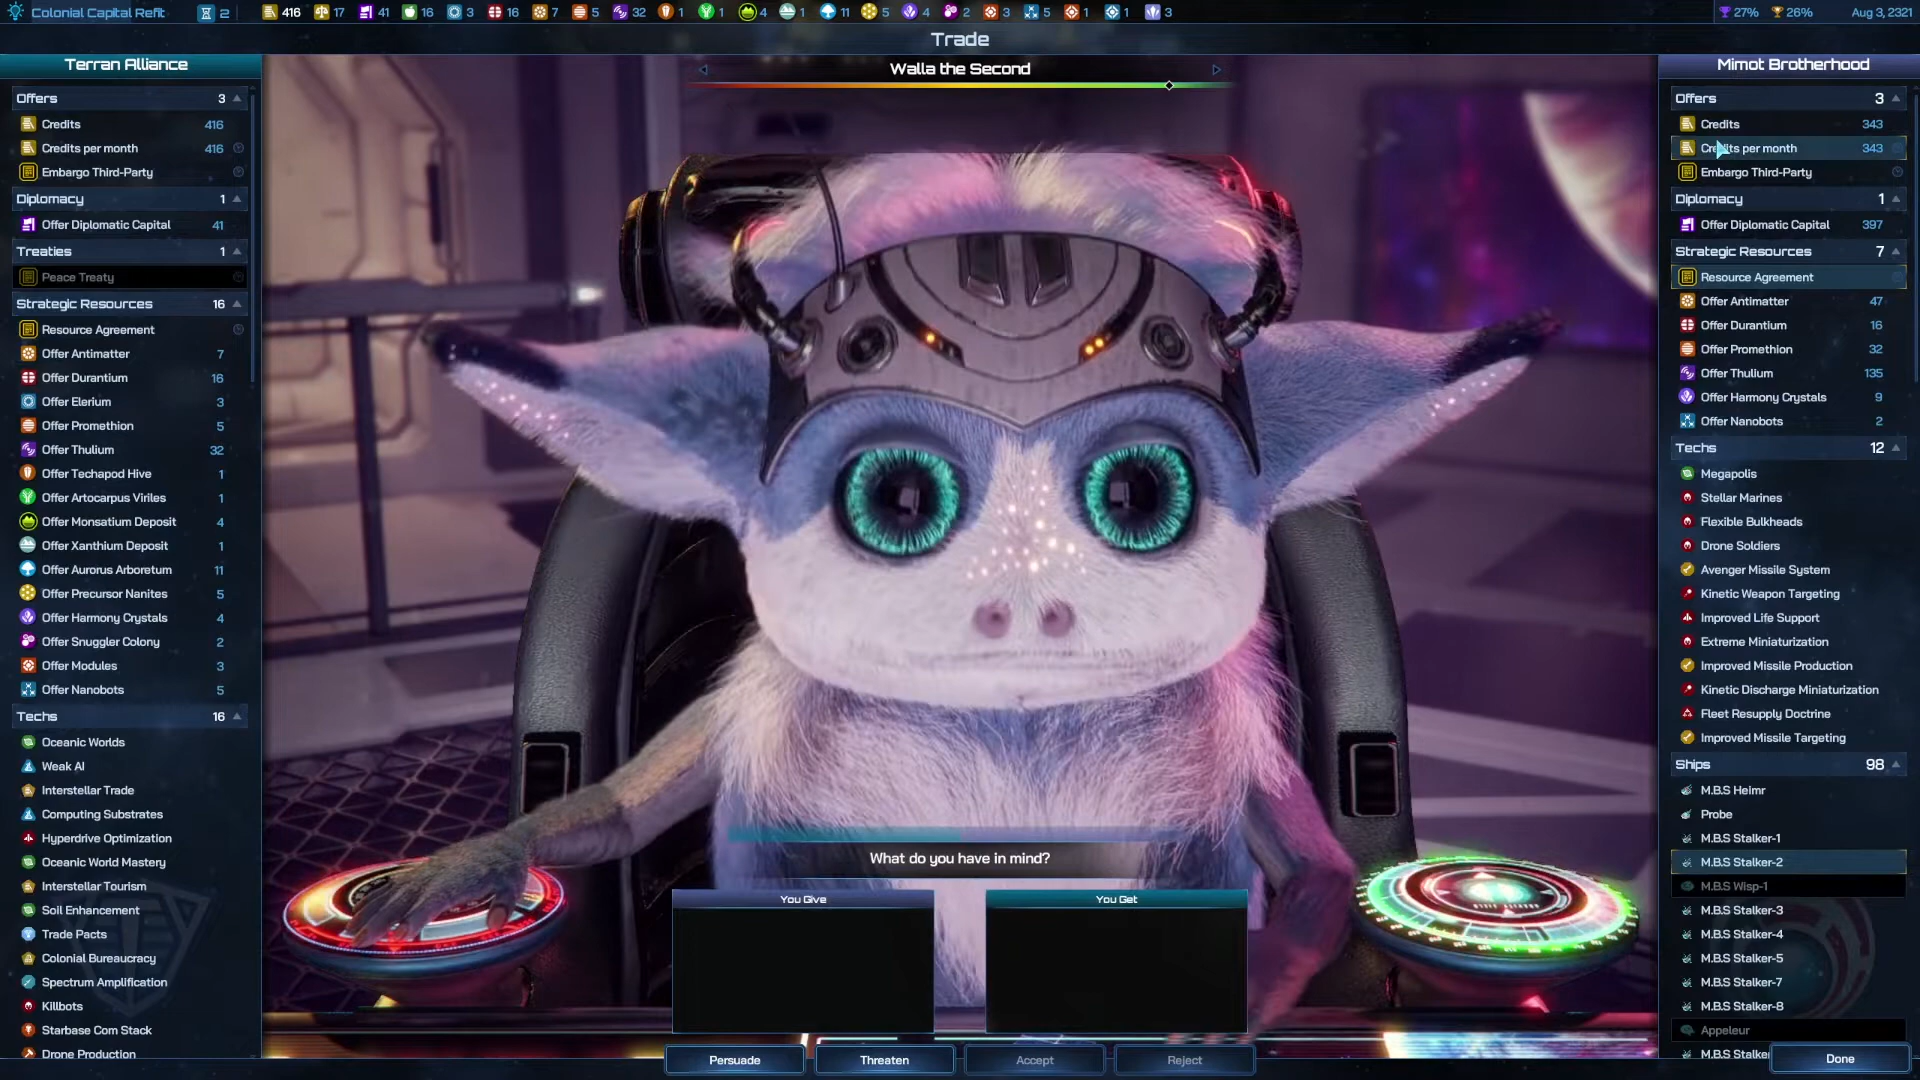 Colonial Capital Refit 2 416 17 41 16 3 16 7 5 32 1 1 4 1 11 5 4 2 3 5 1 1 3 27% 26% Aug 3, 2321
Trade
Terran Alliance
Offers 3
Credits 416
Credits per month 416
Embargo Third-Party
Diplomacy 1
Offer Diplomatic Capital 41
Treaties 1
Peace Treaty
Strategic Resources 16
Resource Agreement
Offer Antimatter 7
Offer Durantium 16
Offer Elerium 3
Offer Promethion 5
Offer Thulium 32
Offer Techapod Hive 1
Offer Artocarpus Viriles 1
Offer Monsatium Deposit 4
Offer Xanthium Deposit 1
Offer Aurorus Arboretum 11
Offer Precursor Nanites 5
Offer Harmony Crystals 4
Offer Snuggler Colony 2
Offer Modules 3
Offer Nanobots 5
Techs 16
Oceanic Worlds
Weak AI
Interstellar Trade
Computing Substrates
Hyperdrive Optimization
Oceanic World Mastery
Interstellar Tourism
Soil Enhancement
Trade Pacts
Colonial Bureaucracy
Spectrum Amplification
Killbots
Starbase Com Stack
Drone Production
Walla the Second
What do you have in mind?
You Give
You Get
Persuade
Threaten
Accept
Reject
Mimot Brotherhood
Offers 3
Credits 343
Credits per month 343
Embargo Third-Party
Diplomacy 1
Offer Diplomatic Capital 397
Strategic Resources 7
Resource Agreement
Offer Antimatter 47
Offer Durantium 16
Offer Promethion 32
Offer Thulium 135
Offer Harmony Crystals 9
Offer Nanobots 2
Techs 12
Megapolis
Stellar Marines
Flexible Bulkheads
Drone Soldiers
Avenger Missile System
Kinetic Weapon Targeting
Improved Life Support
Extreme Miniaturization
Improved Missile Production
Kinetic Discharge Miniaturization
Fleet Resupply Doctrine
Improved Missile Targeting
Ships 98
M.B.S Heimr
Probe
M.B.S Stalker-1
M.B.S Stalker-2
M.B.S Wisp-1
M.B.S Stalker-3
M.B.S Stalker-4
M.B.S Stalker-5
M.B.S Stalker-7
M.B.S Stalker-8
Appeleur
M.B.S Stalke
Done